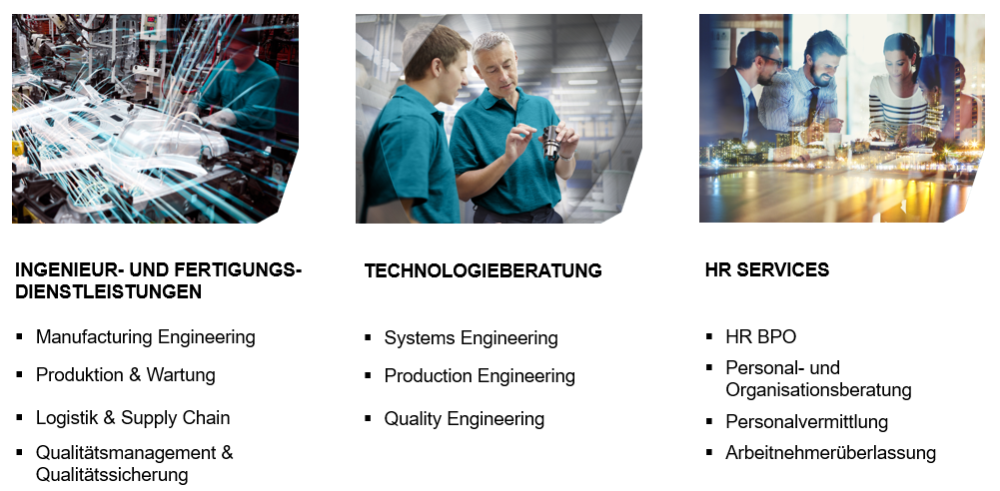 INGENIEUR- UND FERTIGUNGS-
DIENSTLEISTUNGEN
▪ Manufacturing Engineering
▪ Produktion & Wartung
▪ Logistik & Supply Chain
▪ Qualitätsmanagement &
Qualitätssicherung
TECHNOLOGIEBERATUNG
▪ Systems Engineering
▪ Production Engineering
▪ Quality Engineering
HR SERVICES
▪ HR BPO
▪ Personal- und
Organisationsberatung
▪ Personalvermittlung
▪ Arbeitnehmerüberlassung